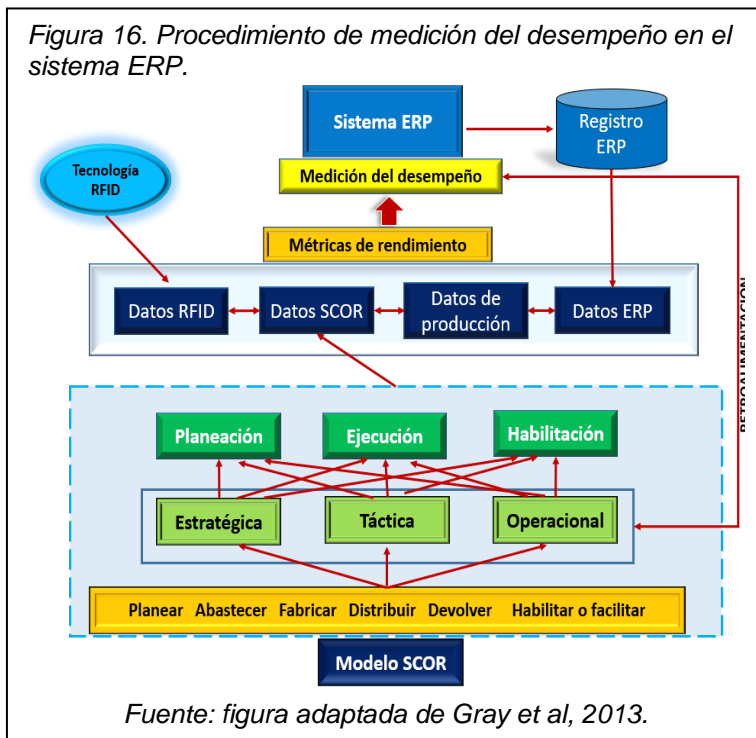 Figura 16. Procedimiento de medición del desempeño en el
sistema ERP.
Sistema ERP
Registro
ERP
Tecnología
RFID
Medición del desempeño
Métricas de rendimiento
Datos RFID
Datos SCOR
Datos de
producción
Datos ERP
RETROALIMENTACIÓN
Planeación
Ejecución
Habilitación
Estratégica
Táctica
Operacional
Planear Abastecer Fabricar Distribuir Devolver Habilitar o facilitar
Modelo SCOR
Fuente: figura adaptada de Gray et al, 2013.